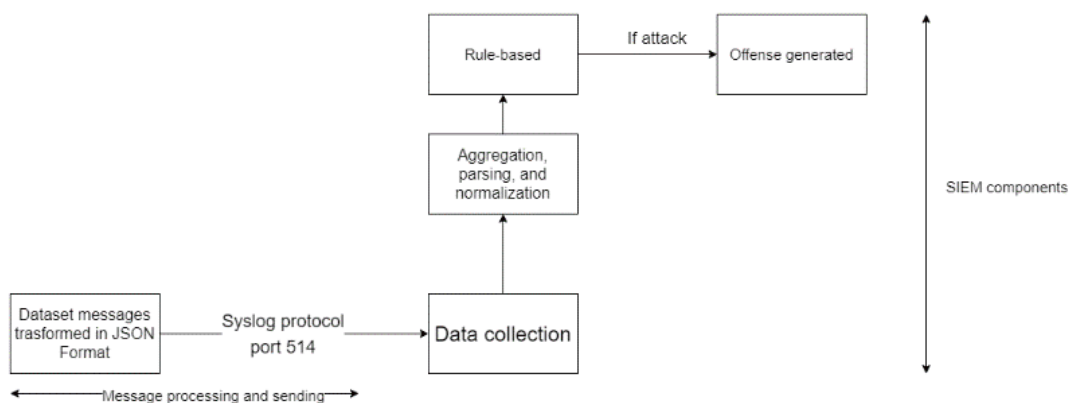 Rule-based
If attack
Offense generated
Aggregation,
parsing, and
normalization
SIEM components
Dataset messages
trasformed in JSON
Format
Syslog protocol
port 514
Data collection
Message processing and sending